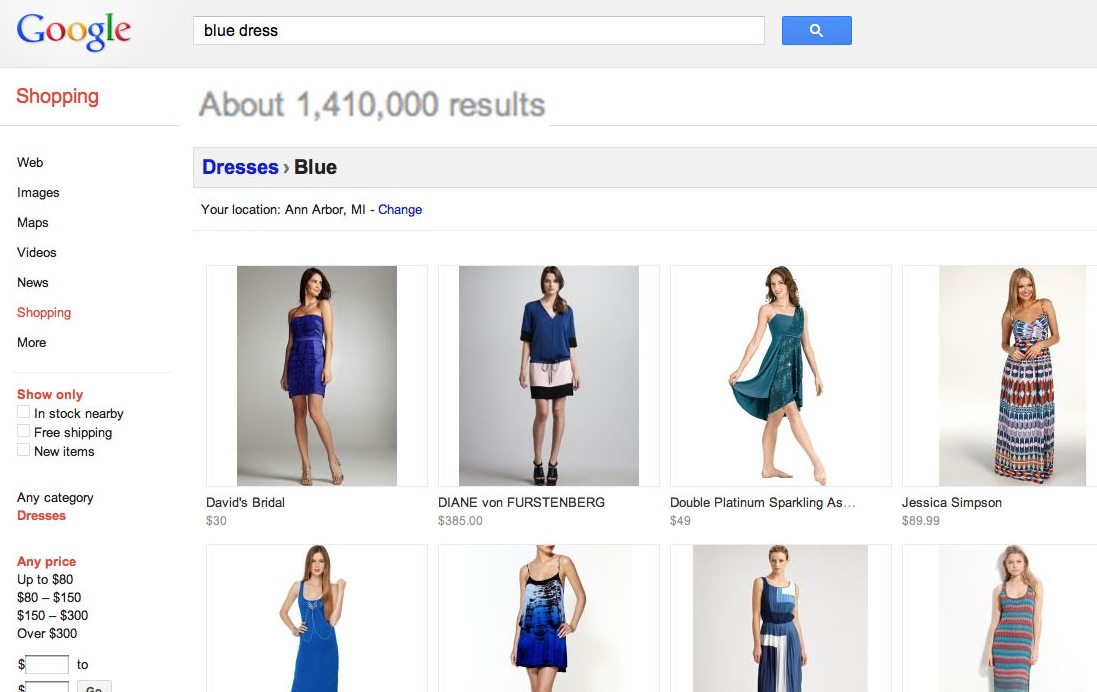 Google
blue dress
Shopping
About 1,410,000 results
Web
Images
Maps
Videos
News
Shopping
More
Show only
In stock nearby
Free shipping
New items
Any category
Dresses
Any price
Up to $80
$80 – $150
$150 – $300
Over $300
$ to
$ Go
Dresses › Blue
Your location: Ann Arbor, MI - Change
David's Bridal
$30
DIANE von FURSTENBERG
$385.00
Double Platinum Sparkling As…
$49
Jessica Simpson
$89.99